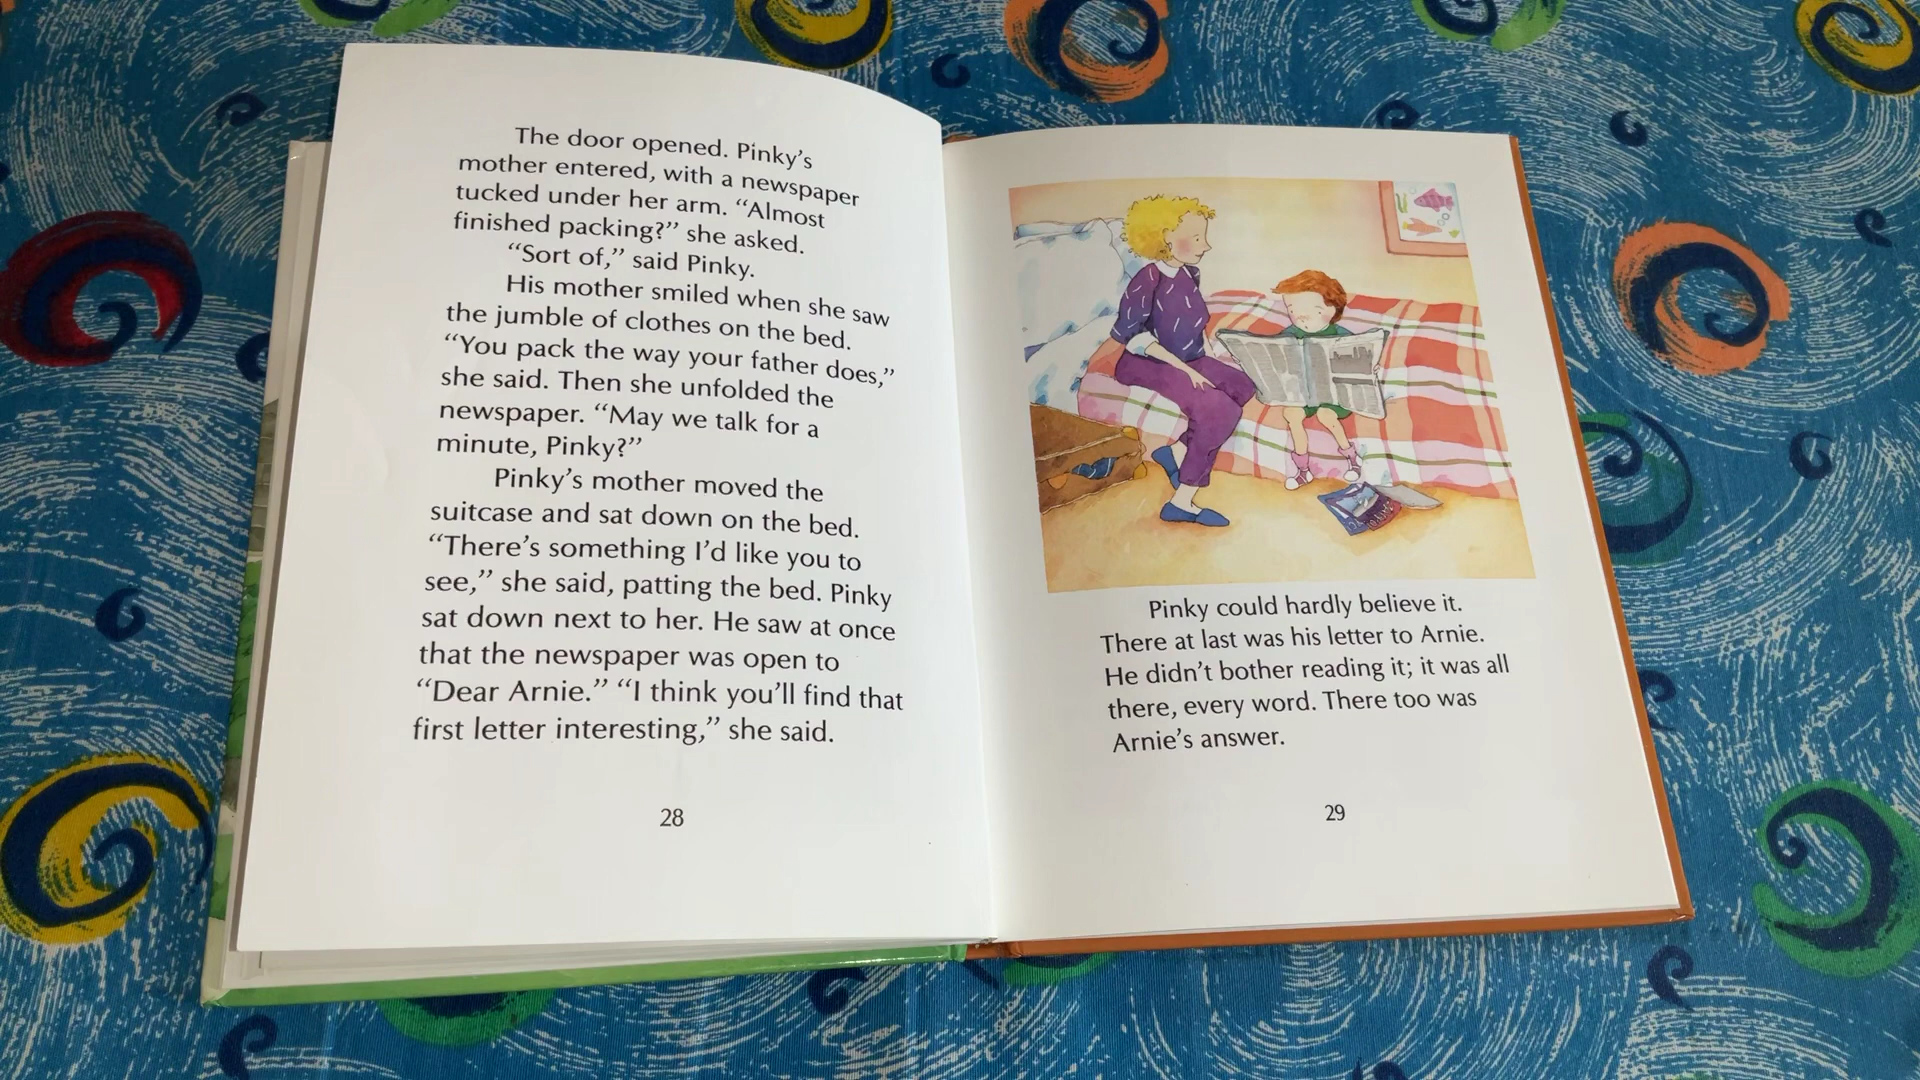 The door opened. Pinky's
mother entered, with a newspaper
tucked under her arm. “Almost
finished packing?” she asked.
“Sort of,” said Pinky.
His mother smiled when she saw
the jumble of clothes on the bed.
“You pack the way your father does,”
she said. Then she unfolded the
newspaper. “May we talk for a
minute, Pinky?”
Pinky's mother moved the
suitcase and sat down on the bed.
“There's something I'd like you to
see,” she said, patting the bed. Pinky
sat down next to her. He saw at once
that the newspaper was open to
“Dear Arnie.” “I think you'll find that
first letter interesting,” she said.
28
Pinky could hardly believe it.
There at last was his letter to Arnie.
He didn't bother reading it; it was all
there, every word. There too was
Arnie's answer.
29